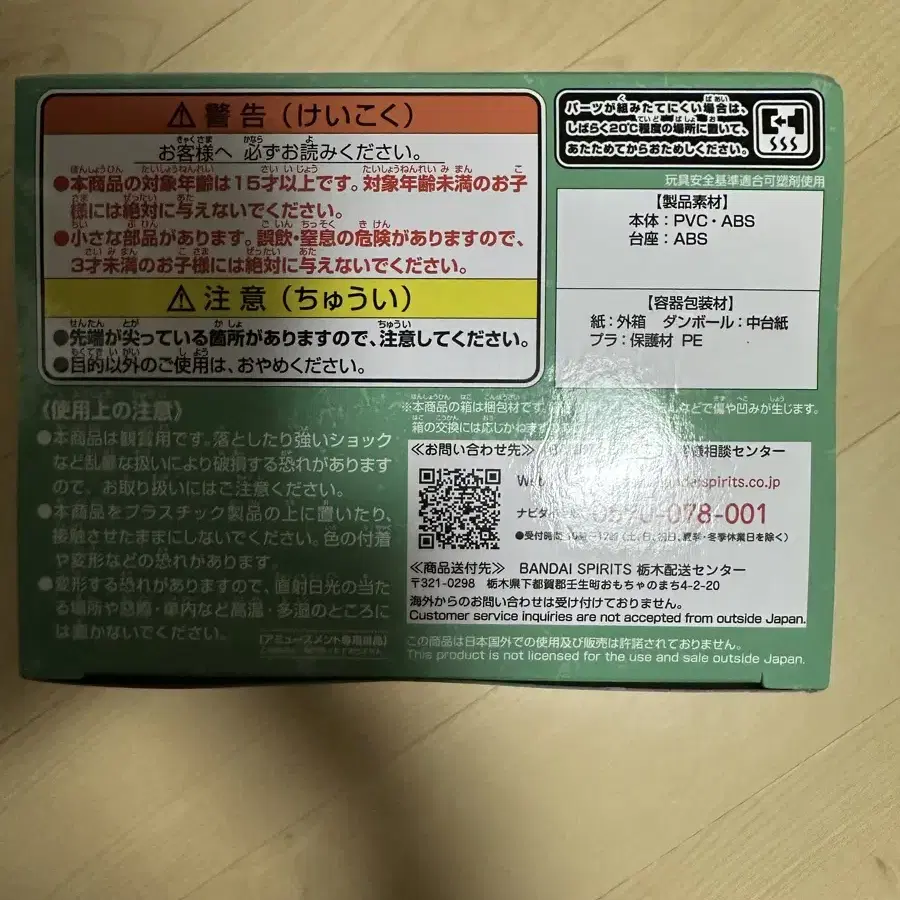 警告(けいこく)
お客様へ 必ずお読みください。
●本商品の対象年齢は15才以上です。対象年齢未満のお子
様には絶対に与えないでください。
●小さな部品があります。誤飲・窒息の危険がありますので、
3才未満のお子様には絶対に与えないでください。
注意(ちゅうい)
●先端が尖っている箇所がありますので、注意してください。
●目的以外のご使用は、おやめください。
《使用上の注意》
●本商品は観賞用です。落としたり強いショック
など乱暴な扱いにより破損する恐れがあります
ので、お取り扱いにはご注意ください。
●本商品をプラスチック製品の上に置いたり、
接触させたままにしないでください。色の付着
や変形などの恐れがあります。
●変形する恐れがありますので、直射日光の当た
る場所や 車内など高温・多湿のところに
は置かないでください。
アミューズメント専用景品
パーツが組みたてにくい場合は、
しばらく20℃程度の場所に置いて、
あたためてからおためしください。
玩具安全基準適合可塑剤使用
【製品素材】
本体:PVC・ABS
台座:ABS
【容器包装材】
紙:外箱 ダンボール:中台紙
プラ:保護材 PE
※本商品の箱は梱包材です。 などで傷や凹みが生じます。
箱の交換には応じかねます
≪お問い合わせ先≫ 相談センター
spirits.co.jp
078-001
●受付時間
≪商品送付先≫ BANDAI SPIRITS 栃木配送センター
〒321-0298 栃木県下都賀郡壬生町おもちゃのまち4-2-20
海外からのお問い合わせは受け付けておりません。
Customer service inquiries are not accepted from outside Japan.
この商品は日本国外での使用及び販売は許諾されておりません。
This product is not licensed for the use and sale outside Japan.